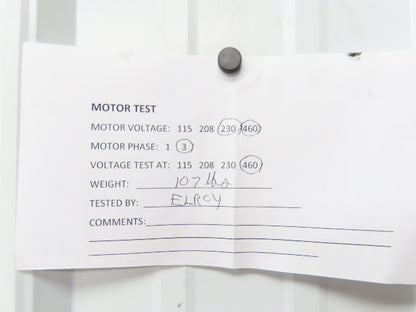 MOTOR TEST
MOTOR VOLTAGE: 115 208 230 460
MOTOR PHASE: 1 3
VOLTAGE TEST AT: 115 208 230 460
WEIGHT: 107 lbs
TESTED BY: ELROY
COMMENTS: